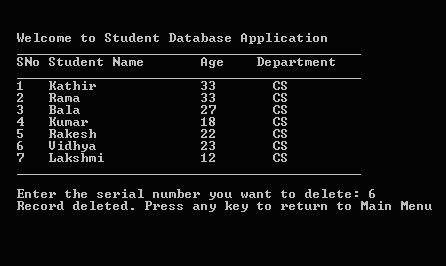 Welcome to Student Database Application
SNo Student Name Age Department
1 Kathir 33 CS
2 Rama 33 CS
3 Bala 27 CS
4 Kumar 18 CS
5 Rakesh 22 CS
6 Vidhya 23 CS
7 Lakshmi 12 CS
Enter the serial number you want to delete: 6
Record deleted. Press any key to return to Main Menu